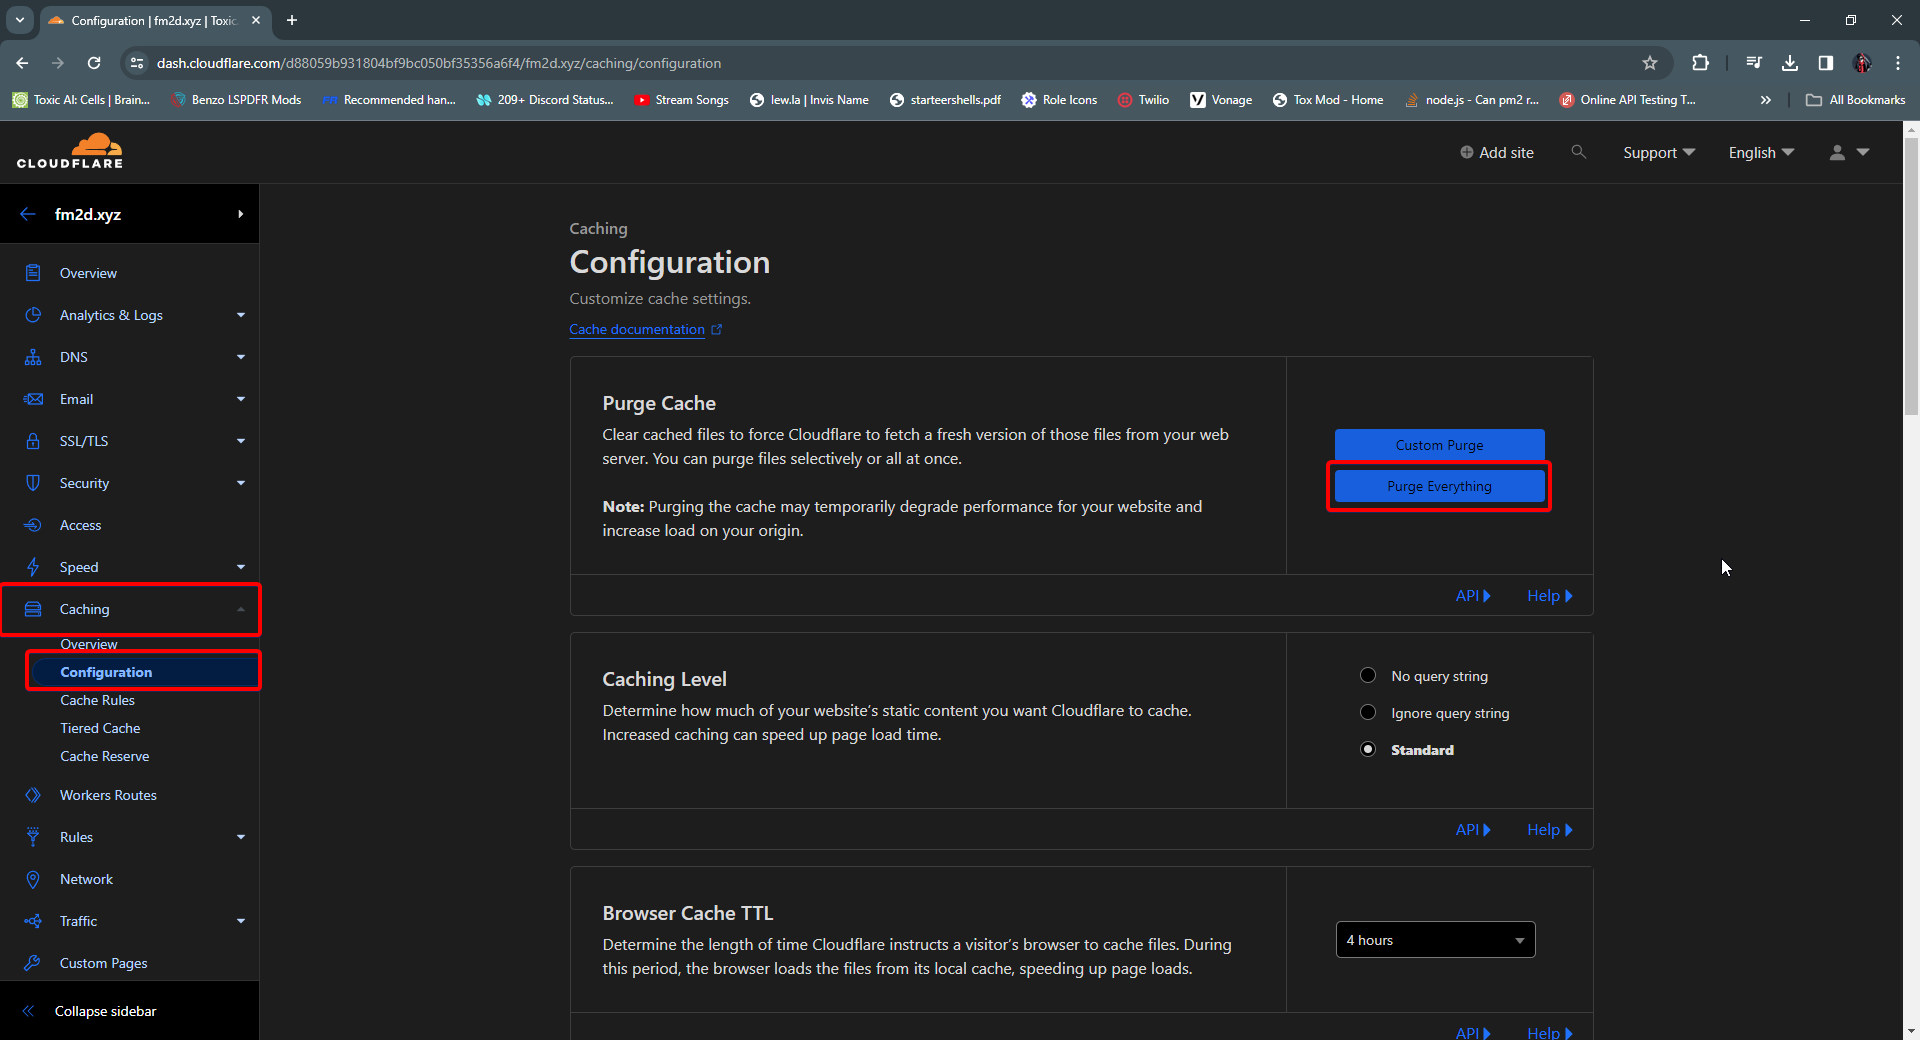 Configuration | fm2d.xyz | Toxic
dash.cloudflare.com/d88059b931804bf9bc050bf35356a6f4/fm2d.xyz/caching/configuration
Toxic AI: Cells | Brain...
Benzo LSPDFR Mods
Recommended han...
209+ Discord Status...
Stream Songs
lew.la | Invis Name
starteershells.pdf
Role Icons
Twilio
Vonage
Tox Mod - Home
node.js - Can pm2 r...
Online API Testing T...
All Bookmarks
CLOUDFLARE
Add site
Support
English
fm2d.xyz
Overview
Analytics & Logs
DNS
Email
SSL/TLS
Security
Access
Speed
Caching
Overview
Configuration
Cache Rules
Tiered Cache
Cache Reserve
Workers Routes
Rules
Network
Traffic
Custom Pages
Collapse sidebar
Caching
Configuration
Customize cache settings.
Cache documentation
Purge Cache
Clear cached files to force Cloudflare to fetch a fresh version of those files from your web
server. You can purge files selectively or all at once.
Note: Purging the cache may temporarily degrade performance for your website and
increase load on your origin.
Custom Purge
Purge Everything
API
Help
Caching Level
Determine how much of your website's static content you want Cloudflare to cache.
Increased caching can speed up page load time.
No query string
Ignore query string
Standard
API
Help
Browser Cache TTL
Determine the length of time Cloudflare instructs a visitor's browser to cache files. During
this period, the browser loads the files from its local cache, speeding up page loads.
4 hours
API
Help